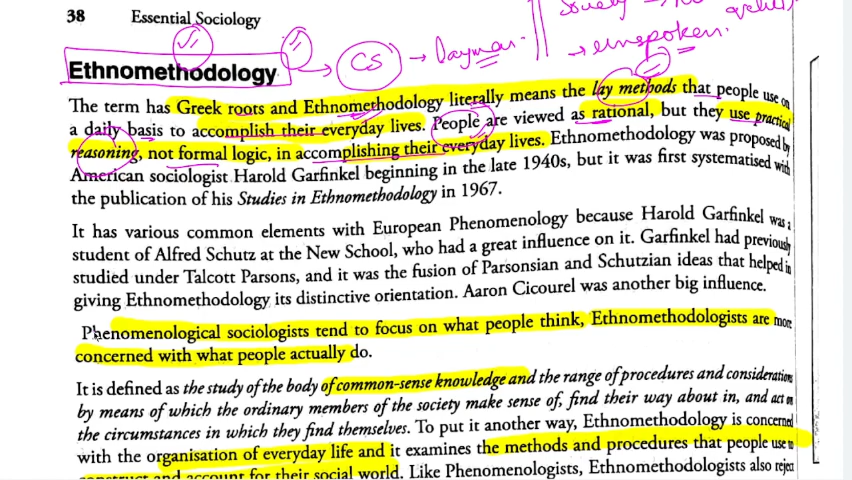 38 Essential Sociology
society →
→ unspoken.
CS → Layman
Ethnomethodology
The term has Greek roots and Ethnomethodology literally means the lay methods that people use on
a daily basis to accomplish their everyday lives. People are viewed as rational, but they use practical
reasoning, not formal logic, in accomplishing their everyday lives. Ethnomethodology was proposed by
American sociologist Harold Garfinkel beginning in the late 1940s, but it was first systematised with
the publication of his Studies in Ethnomethodology in 1967.
It has various common elements with European Phenomenology because Harold Garfinkel was a
student of Alfred Schutz at the New School, who had a great influence on it. Garfinkel had previously
studied under Talcott Parsons, and it was the fusion of Parsonsian and Schutzian ideas that helped in
giving Ethnomethodology its distinctive orientation. Aaron Cicourel was another big influence.
Phenomenological sociologists tend to focus on what people think, Ethnomethodologists are more
concerned with what people actually do.
It is defined as the study of the body of common-sense knowledge and the range of procedures and considerations
by means of which the ordinary members of the society make sense of, find their way about in, and act on
the circumstances in which they find themselves. To put it another way, Ethnomethodology is concerned
with the organisation of everyday life and it examines the methods and procedures that people use to
construct and account for their social world. Like Phenomenologists, Ethnomethodologists also reject